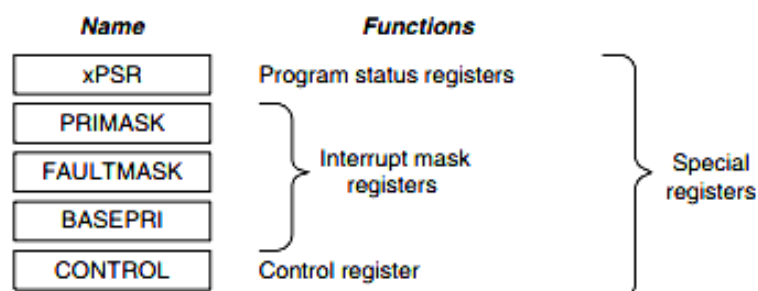 Name Functions
xPSR Program status registers
PRIMASK
FAULTMASK Interrupt mask registers Special registers
BASEPRI
CONTROL Control register